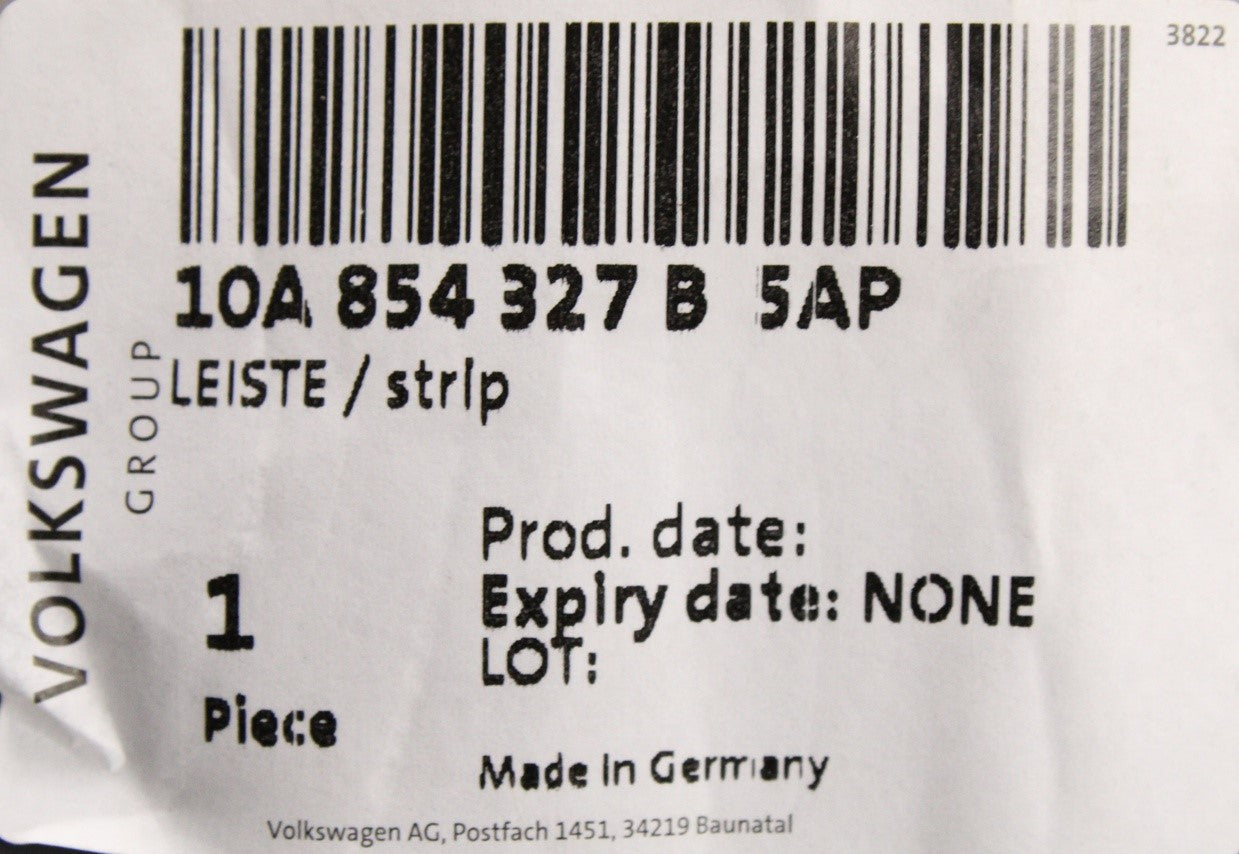 3822
VOLKSWAGEN
GROUP
10A 854 327 B 5AP
LEISTE / strip
Prod. date:
Expiry date: NONE
LOT:
1
Piece
Made in Germany
Volkswagen AG, Postfach 1451, 34219 Baunatal